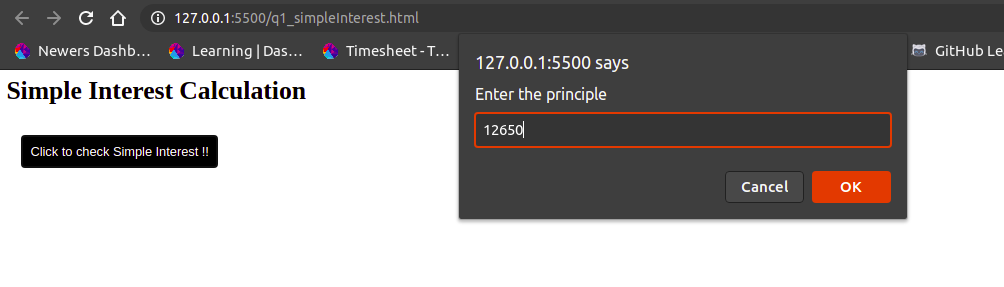 127.0.0.1:5500/q1_simpleInterest.html
Newers Dashb… Learning | Das… Timesheet - T… GitHub Le
127.0.0.1:5500 says
Enter the principle
12650
Cancel OK
Simple Interest Calculation
Click to check Simple Interest !!